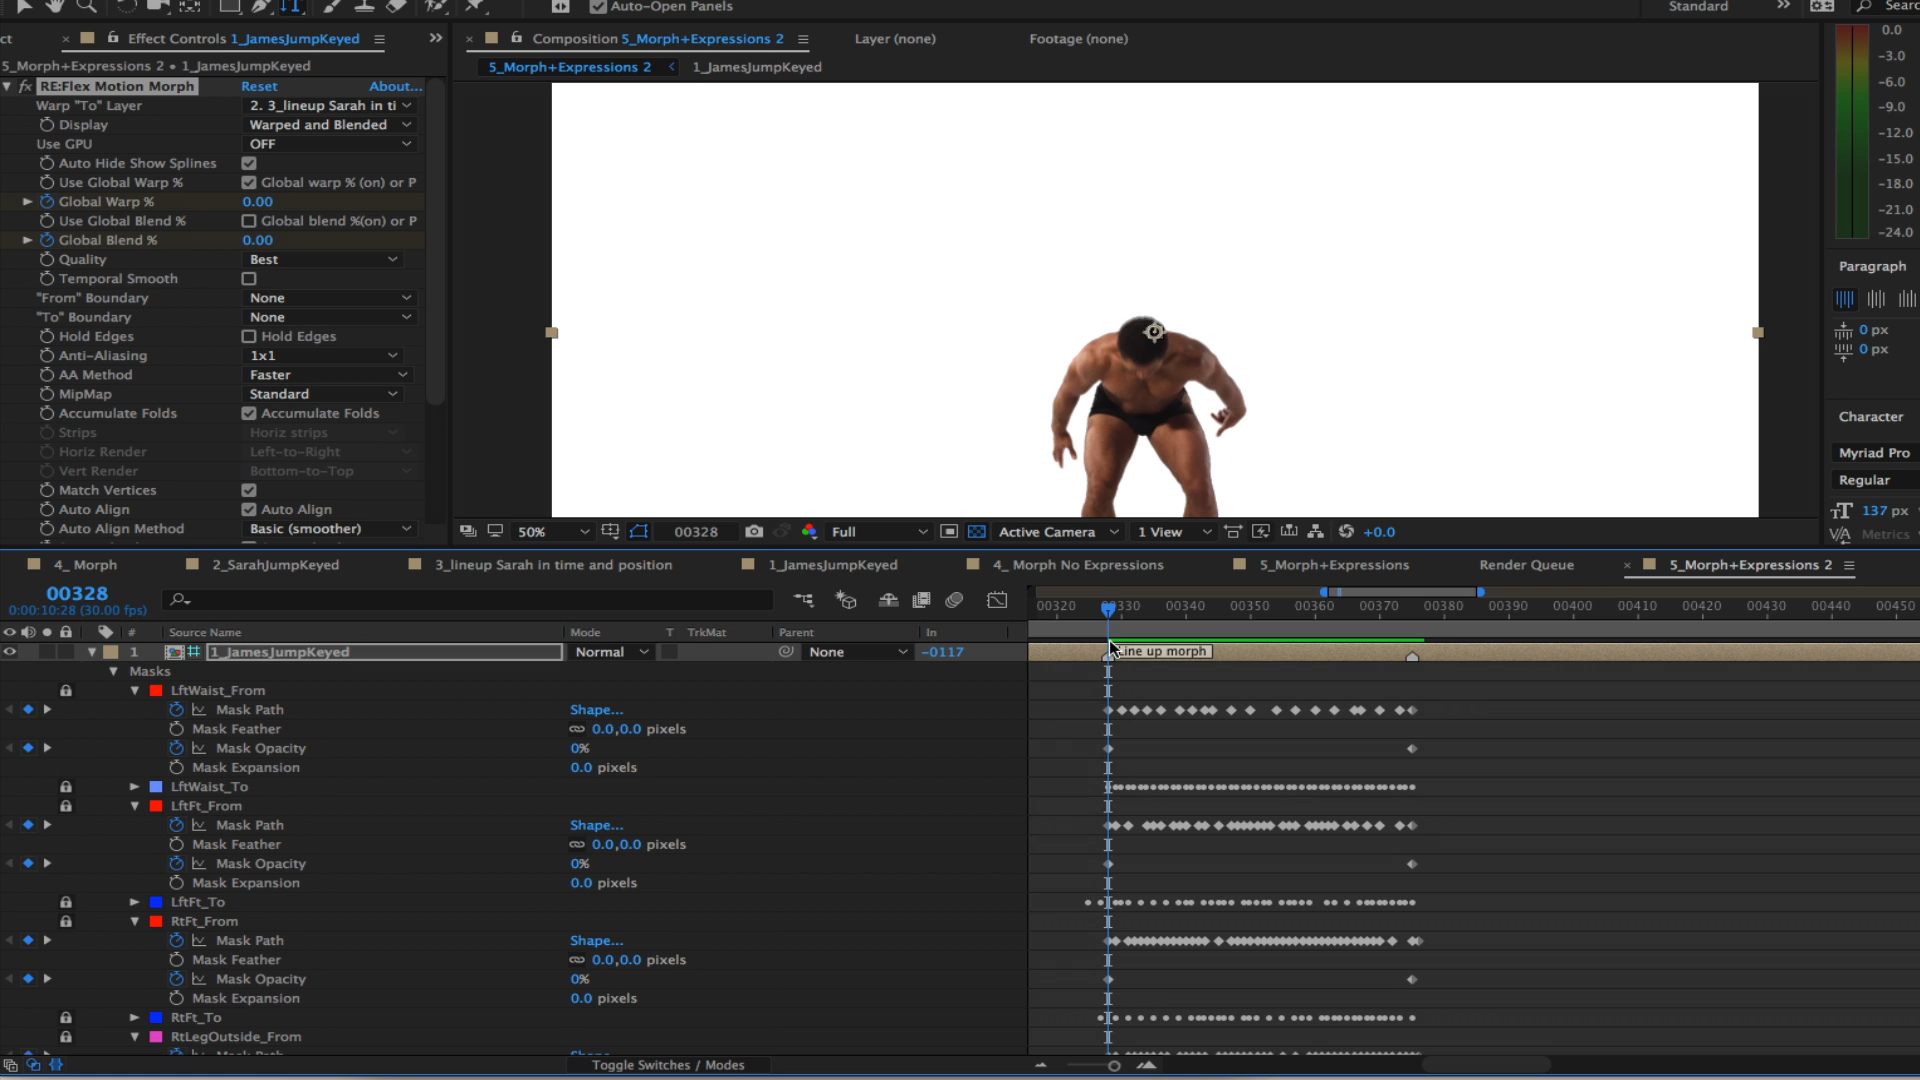 Auto-Open Panels
Standard
Searc
ct
Effect Controls 1_JamesJumpKeyed
Composition 5_Morph+Expressions 2
Layer (none)
Footage (none)
5_Morph+Expressions 2 • 1_JamesJumpKeyed
5_Morph+Expressions 2
1_JamesJumpKeyed
fx RE:Flex Motion Morph Reset About...
Warp "To" Layer 2. 3_lineup Sarah in ti
Display Warped and Blended
Use GPU OFF
Auto Hide Show Splines
Use Global Warp % Global warp % (on) or P
Global Warp % 0.00
Use Global Blend % Global blend %(on) or P
Global Blend % 0.00
Quality Best
Temporal Smooth
"From" Boundary None
"To" Boundary None
Hold Edges Hold Edges
Anti-Aliasing 1x1
AA Method Faster
MipMap Standard
Accumulate Folds Accumulate Folds
Strips Horiz strips
Horiz Render Left-to-Right
Vert Render Bottom-to-Top
Match Vertices
Auto Align Auto Align
Auto Align Method Basic (smoother)
0.0
-3.0
-6.0
-9.0
-12.0
-15.0
-18.0
-21.0
-24.0
Paragraph
0 px
0 px
Character
Myriad Pro
Regular
137 px
Metrics
50% 00328 Full Active Camera 1 View +0.0
4_ Morph 2_SarahJumpKeyed 3_lineup Sarah in time and position 1_JamesJumpKeyed 4_ Morph No Expressions 5_Morph+Expressions Render Queue 5_Morph+Expressions 2
00328
0:00:10:28 (30.00 fps)
00320 00330 00340 00350 00360 00370 00380 00390 00400 00410 00420 00430 00440 00450
# Source Name Mode T TrkMat Parent In
1 1_JamesJumpKeyed Normal None -0117
ine up morph
Masks
LftWaist_From
Mask Path Shape...
Mask Feather 0.0,0.0 pixels
Mask Opacity 0%
Mask Expansion 0.0 pixels
LftWaist_To
LftFt_From
Mask Path Shape...
Mask Feather 0.0,0.0 pixels
Mask Opacity 0%
Mask Expansion 0.0 pixels
LftFt_To
RtFt_From
Mask Path Shape...
Mask Feather 0.0,0.0 pixels
Mask Opacity 0%
Mask Expansion 0.0 pixels
RtFt_To
RtLegOutside_From
Toggle Switches / Modes